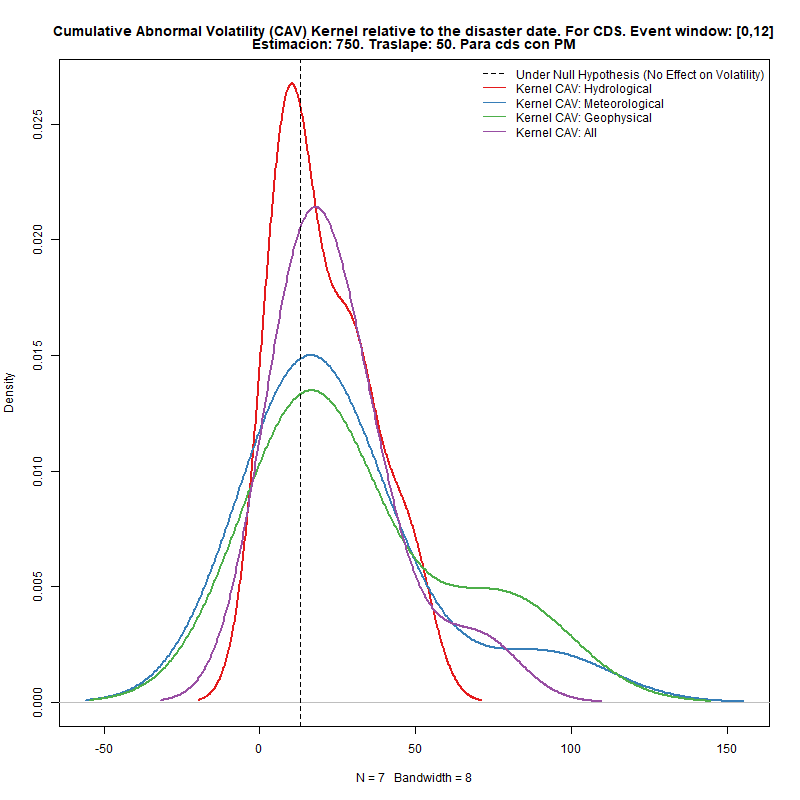 Cumulative Abnormal Volatility (CAV) Kernel relative to the disaster date. For CDS. Event window: [0,12]
Estimacion: 750. Traslape: 50. Para cds con PM
Under Null Hypothesis (No Effect on Volatility)
Kernel CAV: Hydrological
Kernel CAV: Meteorological
Kernel CAV: Geophysical
Kernel CAV: All
Density
0.025
0.020
0.015
0.010
0.005
0.000
-50 0 50 100 150
N = 7 Bandwidth = 8